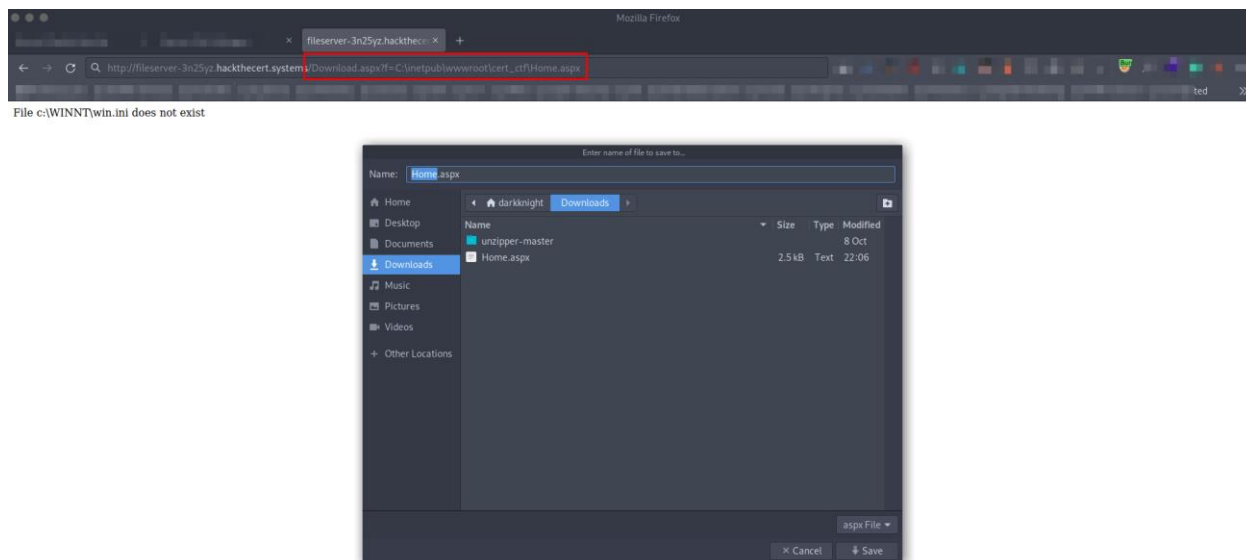 Mozilla Firefox
× fileserver-3n25yz.hackthecer × +
http://fileserver-3n25yz.hackthecert.systems/Download.aspx?f=C:\inetpub\wwwroot\cert_ctf\Home.aspx
Bur
ted »
File c:\WINNT\win.ini does not exist
Enter name of file to save to...
Name: Home.aspx
Home
Desktop
Documents
Downloads
Music
Pictures
Videos
+ Other Locations
darkknight Downloads
Name Size Type Modified
unzipper-master 8 Oct
Home.aspx 2.5 kB Text 22:06
aspx File
× Cancel Save